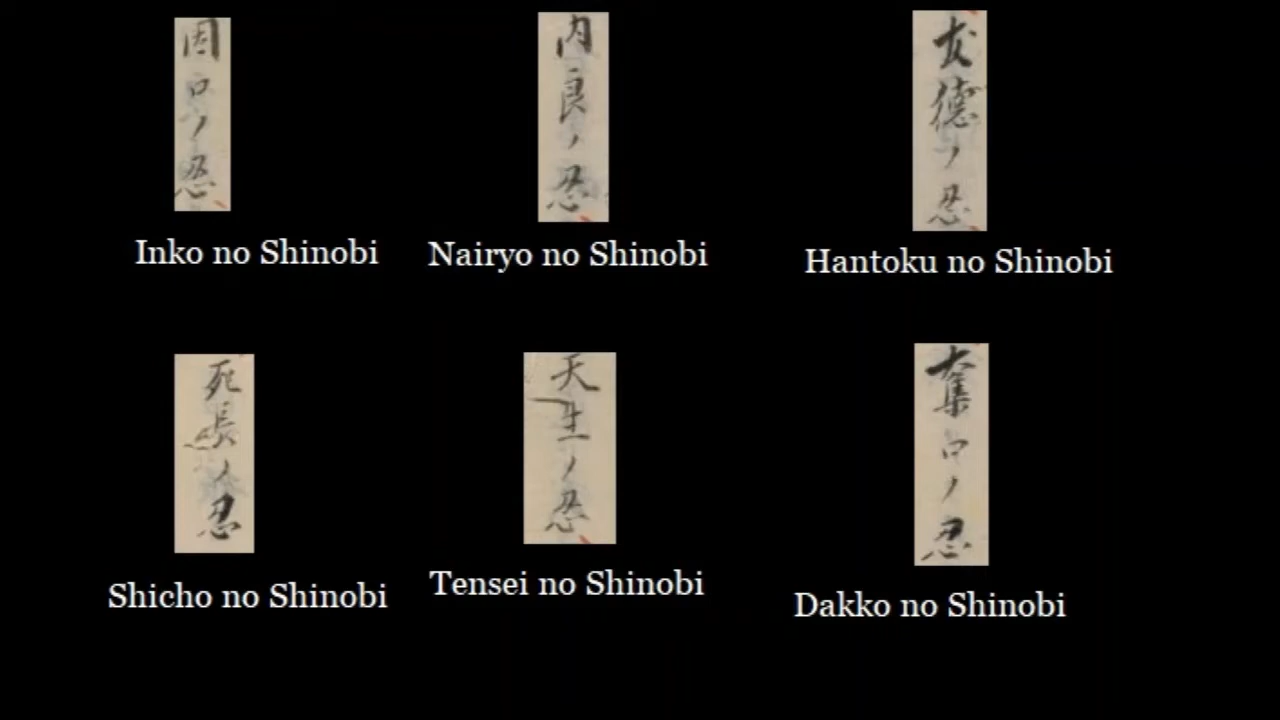 因口ノ忍
内良ノ忍
德ノ忍
Inko no Shinobi
Nairyo no Shinobi
Hantoku no Shinobi
死長ノ忍
天生ノ忍
奪口ノ忍
Shicho no Shinobi
Tensei no Shinobi
Dakko no Shinobi